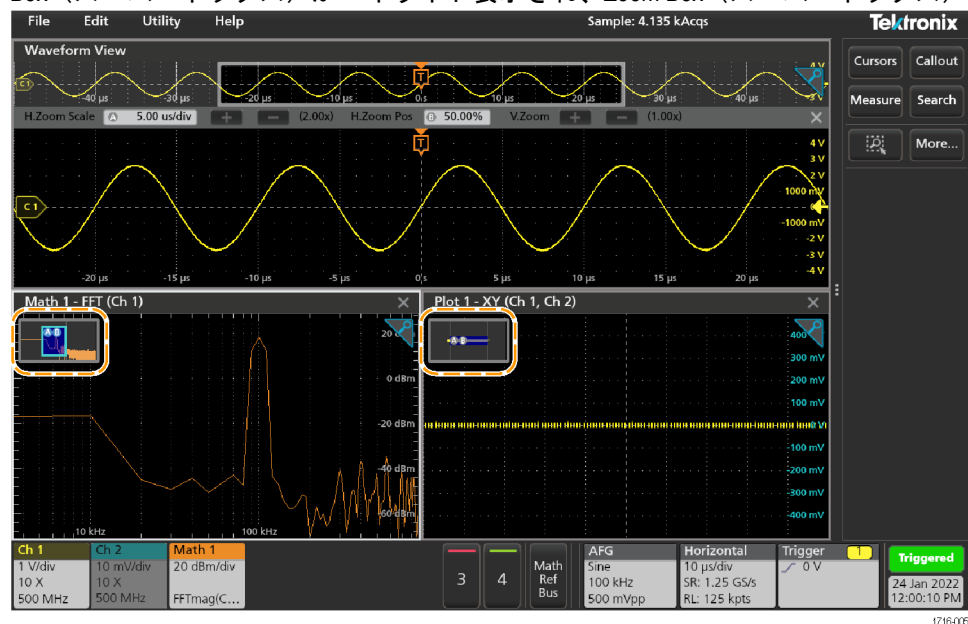 File Edit Utility Help Sample: 4.135 kAcqs Tektronix
Waveform View
Cursors Callout
Measure Search
More...
C1
T
4 V
-3 V
-40 µs -30 µs -20 µs -10 µs 0 s 10 µs 20 µs 30 µs 40 µs
H.Zoom Scale A 5.00 us/div + - (2.00x) H.Zoom Pos B 50.00% V.Zoom + - (1.00x)
T
4 V
3 V
2 V
1000 mV
C1
-1000 mV
-2 V
-3 V
-4 V
-20 µs -15 µs -10 µs -5 µs 0 s 5 µs 10 µs 15 µs 20 µs
Math 1 - FFT (Ch 1)
A B
0 dBm
-20 dBm
-40 dBm
-60 dBm
10 kHz 100 kHz
Plot 1 - XY (Ch 1, Ch 2)
A B
400
300 mV
200 mV
100 mV
-100 mV
-200 mV
-300 mV
-400 mV
Ch 1
1 V/div
10 X
500 MHz
Ch 2
10 mV/div
10 X
500 MHz
Math 1
20 dBm/div
FFTmag(C...
3
4
Math
Ref
Bus
AFG
Sine
100 kHz
500 mVpp
Horizontal
10 µs/div
SR: 1.25 GS/s
RL: 125 kpts
Trigger 1
0 V
Triggered
24 Jan 2022
12:00:10 PM
1716-005